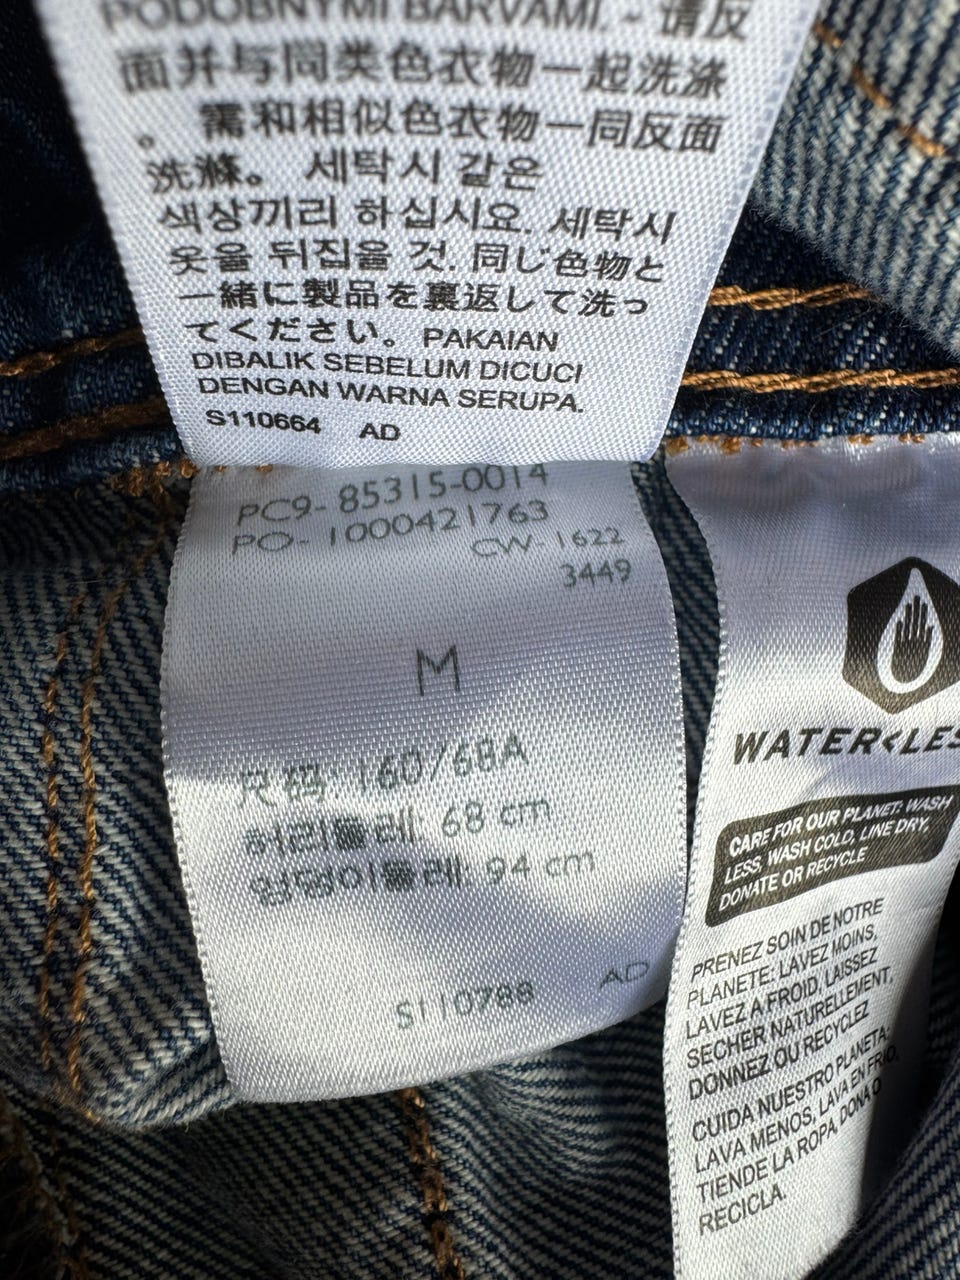 PODOBNÝMI BARVAMI. - 请反
面并与同类色衣物一起洗涤
。 需和相似色衣物一同反面
洗滌。 세탁시 같은
색상끼리 하십시요. 세탁시
옷을 뒤집을 것. 同じ色物と
一緒に製品を裏返して洗っ
てください。 PAKAIAN
DIBALIK SEBELUM DICUCI
DENGAN WARNA SERUPA.
S110664 AD
PC9- 85315-0014
PO- 1000421763
CW- 1622
3449
M
尺码: 160/68A
허리둘레: 68 cm
엉덩이둘레: 94 cm
S110788 AD
WATER<LES
CARE FOR OUR PLANET: WASH
LESS, WASH COLD, LINE DRY,
DONATE OR RECYCLE
PRENEZ SOIN DE NOTRE
PLANETE: LAVEZ MOINS,
LAVEZ A FROID, LAISSEZ
SECHER NATURELLEMENT,
DONNEZ OU RECYCLEZ
CUIDA NUESTRO PLANETA:
LAVA MENOS, LAVA EN FRIO,
TIENDE LA ROPA, DONA O
RECICLA.